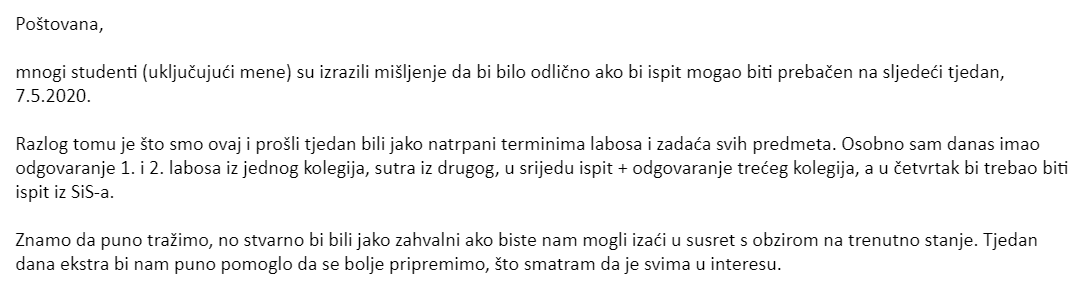 Poštovana,
mnogi studenti (uključujući mene) su izrazili mišljenje da bi bilo odlično ako bi ispit mogao biti prebačen na sljedeći tjedan,
7.5.2020.
Razlog tomu je što smo ovaj i prošli tjedan bili jako natrpani terminima labosa i zadaća svih predmeta. Osobno sam danas imao
odgovaranje 1. i 2. labosa iz jednog kolegija, sutra iz drugog, u srijedu ispit + odgovaranje trećeg kolegija, a u četvrtak bi trebao biti
ispit iz SiS-a.
Znamo da puno tražimo, no stvarno bi bili jako zahvalni ako biste nam mogli izaći u susret s obzirom na trenutno stanje. Tjedan
dana ekstra bi nam puno pomoglo da se bolje pripremimo, što smatram da je svima u interesu.